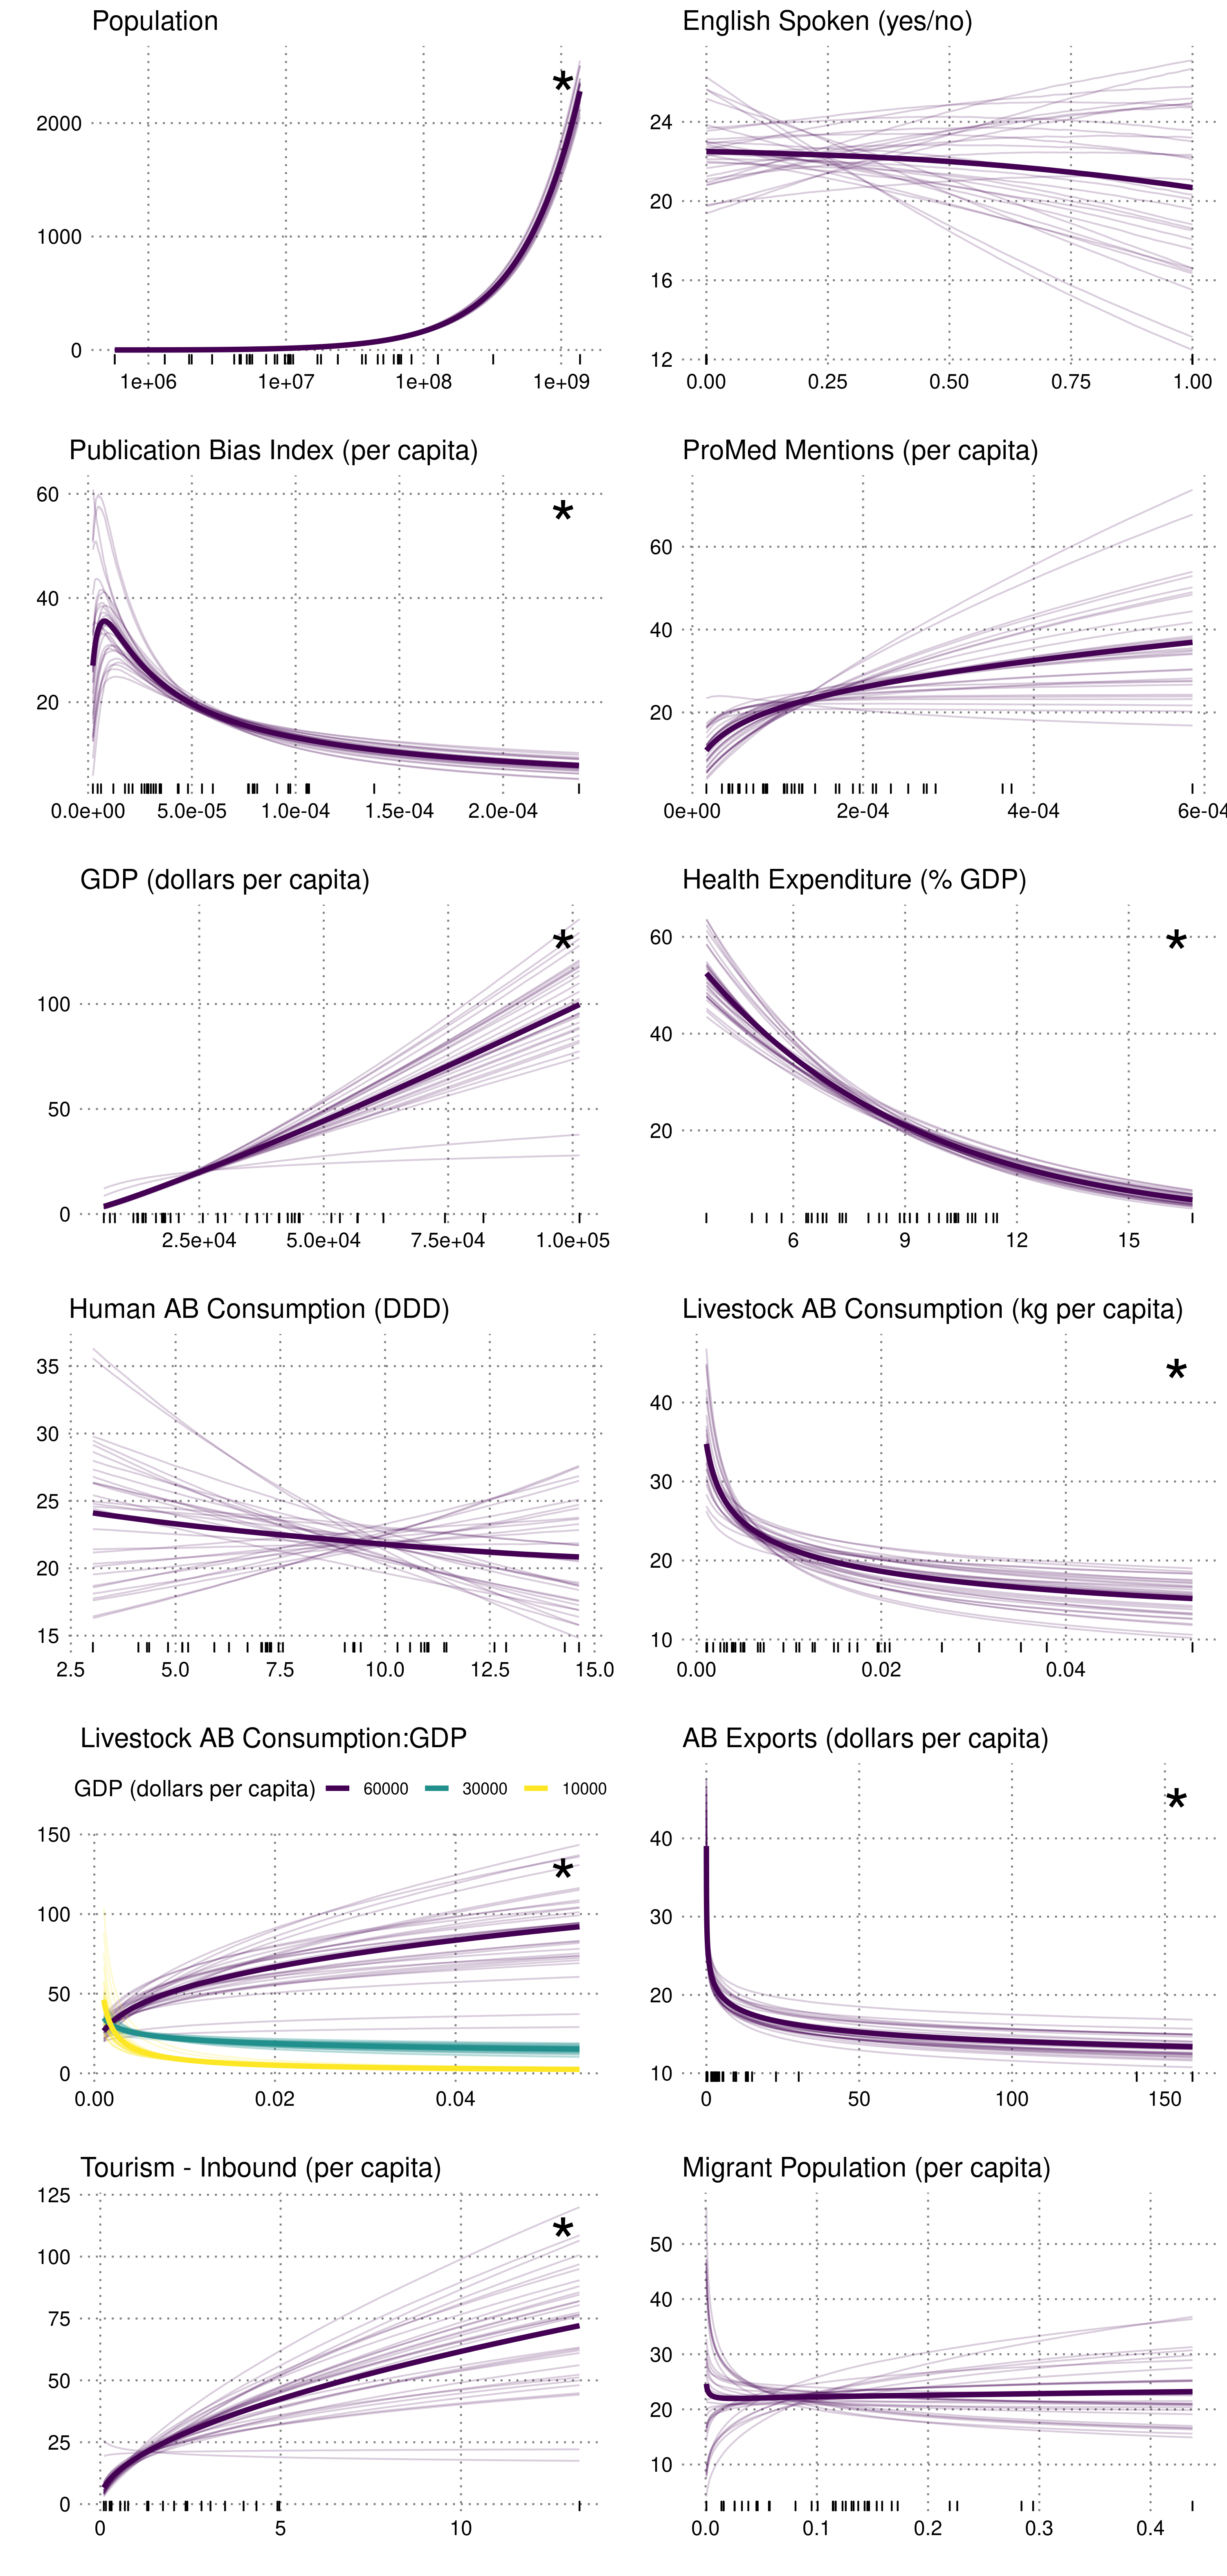 Population
English Spoken (yes/no)
*
2000
1000
0
1e+06 1e+07 1e+08 1e+09
24
20
16
12
0.00 0.25 0.50 0.75 1.00
Publication Bias Index (per capita)
ProMed Mentions (per capita)
*
60
40
20
0.0e+00 5.0e-05 1.0e-04 1.5e-04 2.0e-04
60
40
20
0e+00 2e-04 4e-04 6e-04
GDP (dollars per capita)
Health Expenditure (% GDP)
*
100
50
0
2.5e+04 5.0e+04 7.5e+04 1.0e+05
*
60
40
20
6 9 12 15
Human AB Consumption (DDD)
Livestock AB Consumption (kg per capita)
35
30
25
20
15
2.5 5.0 7.5 10.0 12.5 15.0
*
40
30
20
10
0.00 0.02 0.04
Livestock AB Consumption:GDP
AB Exports (dollars per capita)
GDP (dollars per capita) 60000 30000 10000
*
150
100
50
0
0.00 0.02 0.04
*
40
30
20
10
0 50 100 150
Tourism - Inbound (per capita)
Migrant Population (per capita)
*
125
100
75
50
25
0
0 5 10
50
40
30
20
10
0.0 0.1 0.2 0.3 0.4